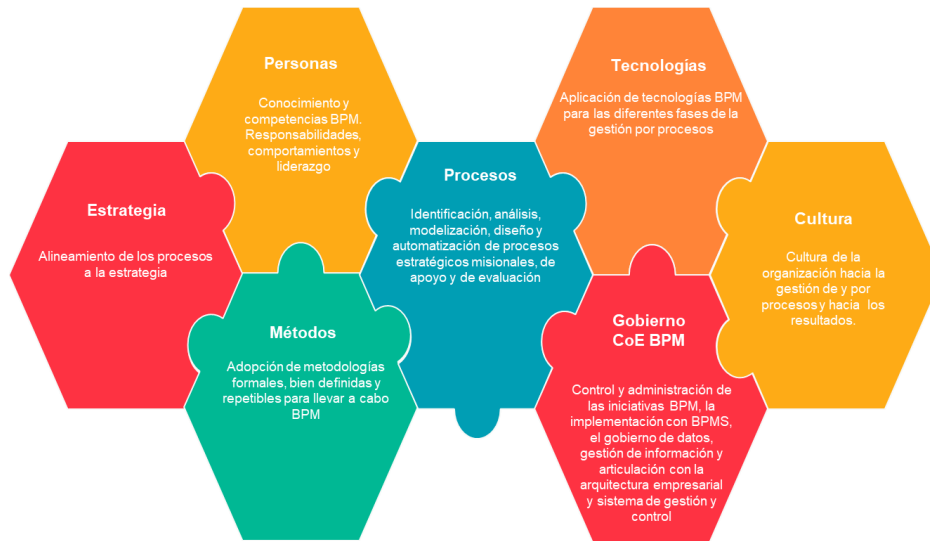 Personas
Conocimiento y
competencias BPM.
Responsabilidades,
comportamientos y
liderazgo
Tecnologías
Aplicación de tecnologías BPM
para las diferentes fases de la
gestión por procesos
Estrategia
Alineamiento de los procesos
a la estrategia
Procesos
Identificación, análisis,
modelización, diseño y
automatización de procesos
estratégicos misionales, de
apoyo y de evaluación
Cultura
Cultura de la
organización hacia la
gestión de y por
procesos y hacia los
resultados.
Métodos
Adopción de metodologías
formales, bien definidas y
repetibles para llevar a cabo
BPM
Gobierno
CoE BPM
Control y administración de
las iniciativas BPM, la
implementación con BPMS,
el gobierno de datos,
gestión de información y
articulación con la
arquitectura empresarial
y sistema de gestión y
control